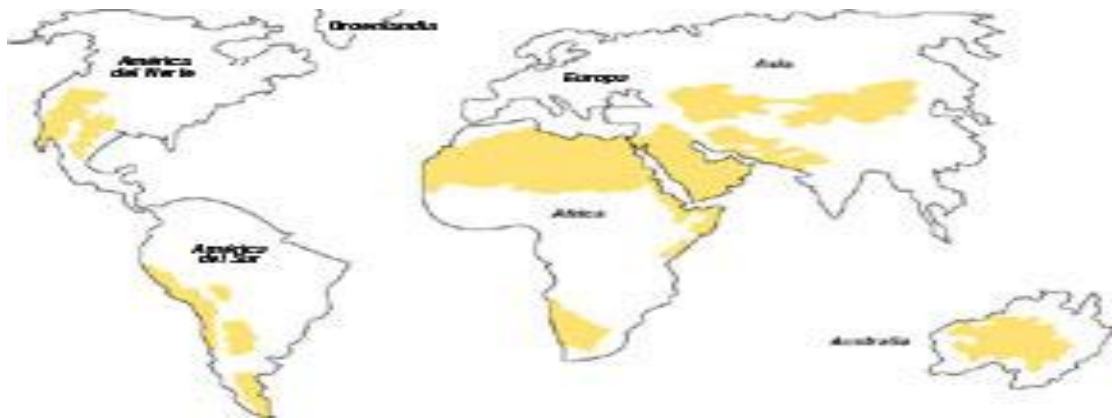 Groenlandia
América
del Norte
Europa
Asia
Africa
América
del Sur
Australia